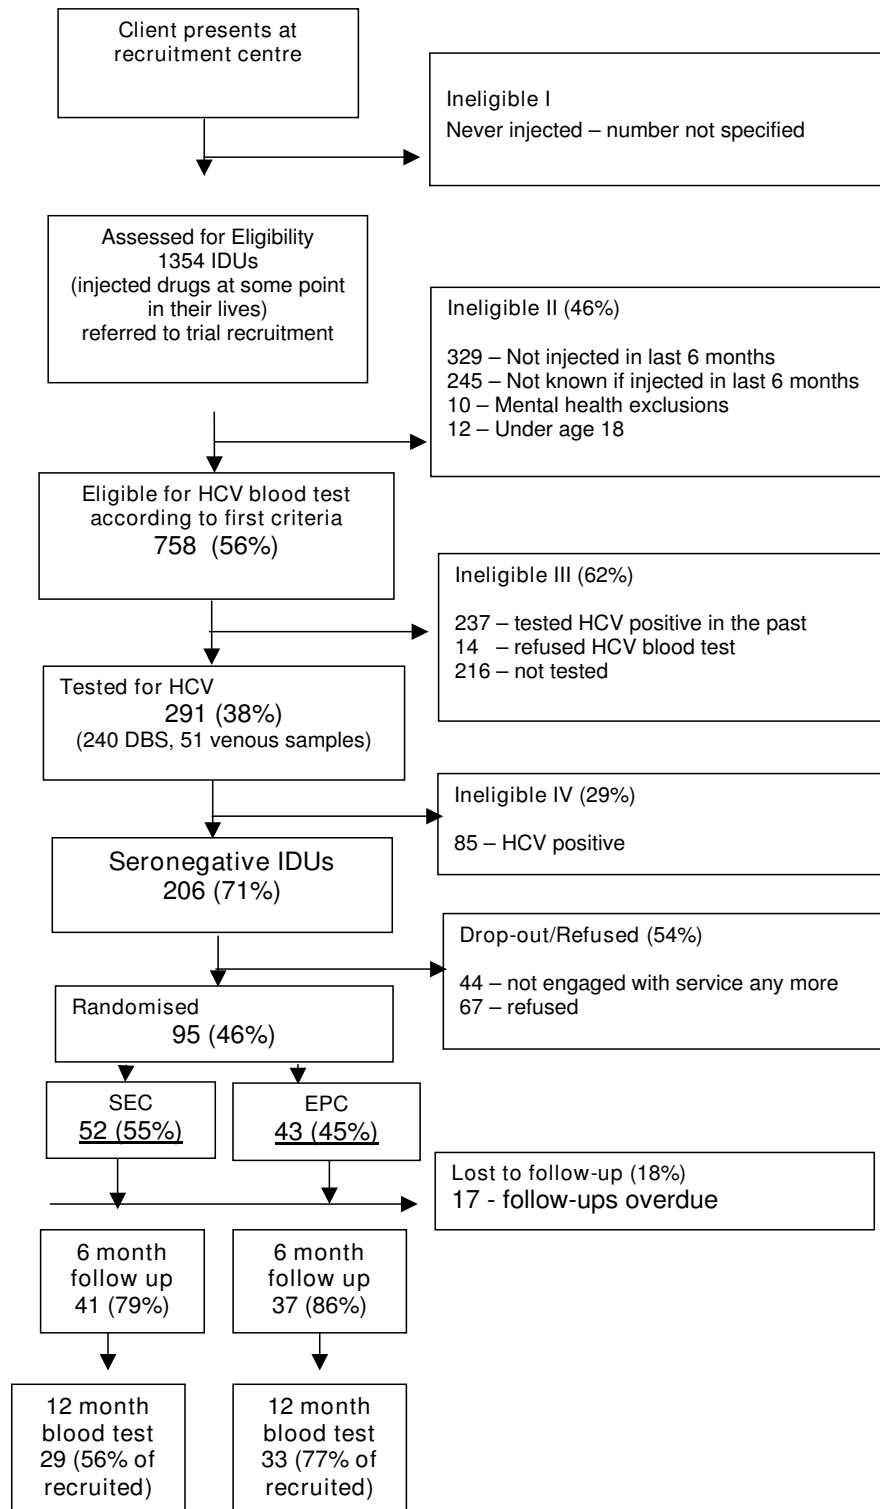 Client presents at
recruitment centre
Ineligible I
Never injected – number not specified
Assessed for Eligibility
1354 IDUs
(injected drugs at some point
in their lives)
referred to trial recruitment
Ineligible II (46%)
329 – Not injected in last 6 months
245 – Not known if injected in last 6 months
10 – Mental health exclusions
12 – Under age 18
Eligible for HCV blood test
according to first criteria
758 (56%)
Ineligible III (62%)
237 – tested HCV positive in the past
14 – refused HCV blood test
216 – not tested
Tested for HCV
291 (38%)
(240 DBS, 51 venous samples)
Ineligible IV (29%)
85 – HCV positive
Seronegative IDUs
206 (71%)
Drop-out/Refused (54%)
44 – not engaged with service any more
67 – refused
Randomised
95 (46%)
SEC
52 (55%)
EPC
43 (45%)
Lost to follow-up (18%)
17 - follow-ups overdue
6 month
follow up
41 (79%)
6 month
follow up
37 (86%)
12 month
blood test
29 (56% of
recruited)
12 month
blood test
33 (77% of
recruited)